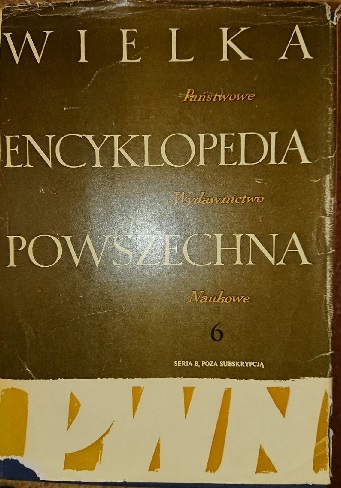 WIELKA
Państwowe
ENCYKLOPEDIA
Wydawnictwo
POWSZECHNA
Naukowe
6
SERIA B, POZA SUBSKRYPCJĄ
PWN